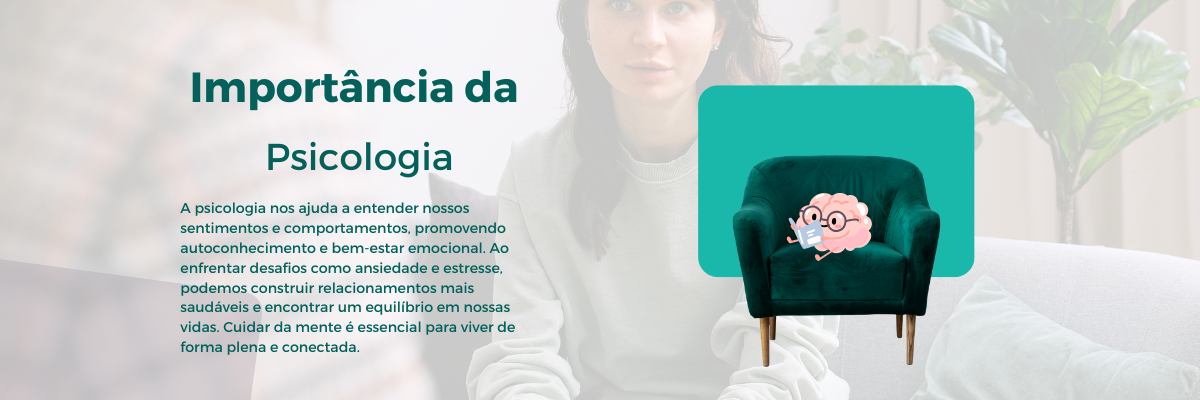 Importância da
Psicologia
A psicologia nos ajuda a entender nossos
sentimentos e comportamentos, promovendo
autoconhecimento e bem-estar emocional. Ao
enfrentar desafios como ansiedade e estresse,
podemos construir relacionamentos mais
saudáveis e encontrar um equilíbrio em nossas
vidas. Cuidar da mente é essencial para viver de
forma plena e conectada.